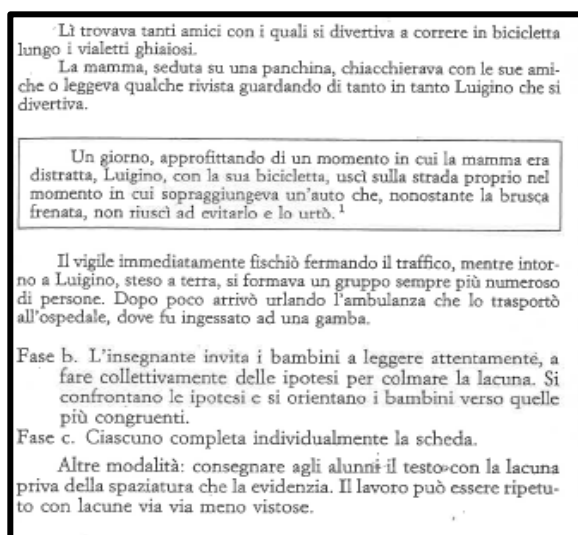 Lì trovava tanti amici con i quali si divertiva a correre in bicicletta
lungo i vialetti ghiaiosi.
La mamma, seduta su una panchina, chiacchierava con le sue ami-
che o leggeva qualche rivista guardando di tanto in tanto Luigino che si
divertiva.
Un giorno, approfittando di un momento in cui la mamma era
distratta, Luigino, con la sua bicicletta, uscì sulla strada proprio nel
momento in cui sopraggiungeva un'auto che, nonostante la brusca
frenata, non riuscì ad evitarlo e lo urtò.¹
Il vigile immediatamente fischiò fermando il traffico, mentre intor-
no a Luigino, steso a terra, si formava un gruppo sempre più numeroso
di persone. Dopo poco arrivò urlando l'ambulanza che lo trasportò
all'ospedale, dove fu ingessato ad una gamba.
Fase b. L'insegnante invita i bambini a leggere attentamente, a
fare collettivamente delle ipotesi per colmare la lacuna. Si
confrontano le ipotesi e si orientano i bambini verso quelle
più congruenti.
Fase c. Ciascuno completa individualmente la scheda.
Altre modalità: consegnare agli alunni il testo con la lacuna
priva della spaziatura che la evidenzia. Il lavoro può essere ripetu-
to con lacune via via meno vistose.